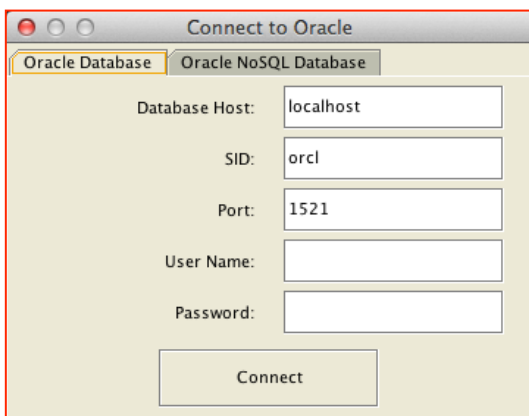 Connect to Oracle
Oracle Database Oracle NoSQL Database
Database Host: localhost
SID: orcl
Port: 1521
User Name:
Password:
Connect